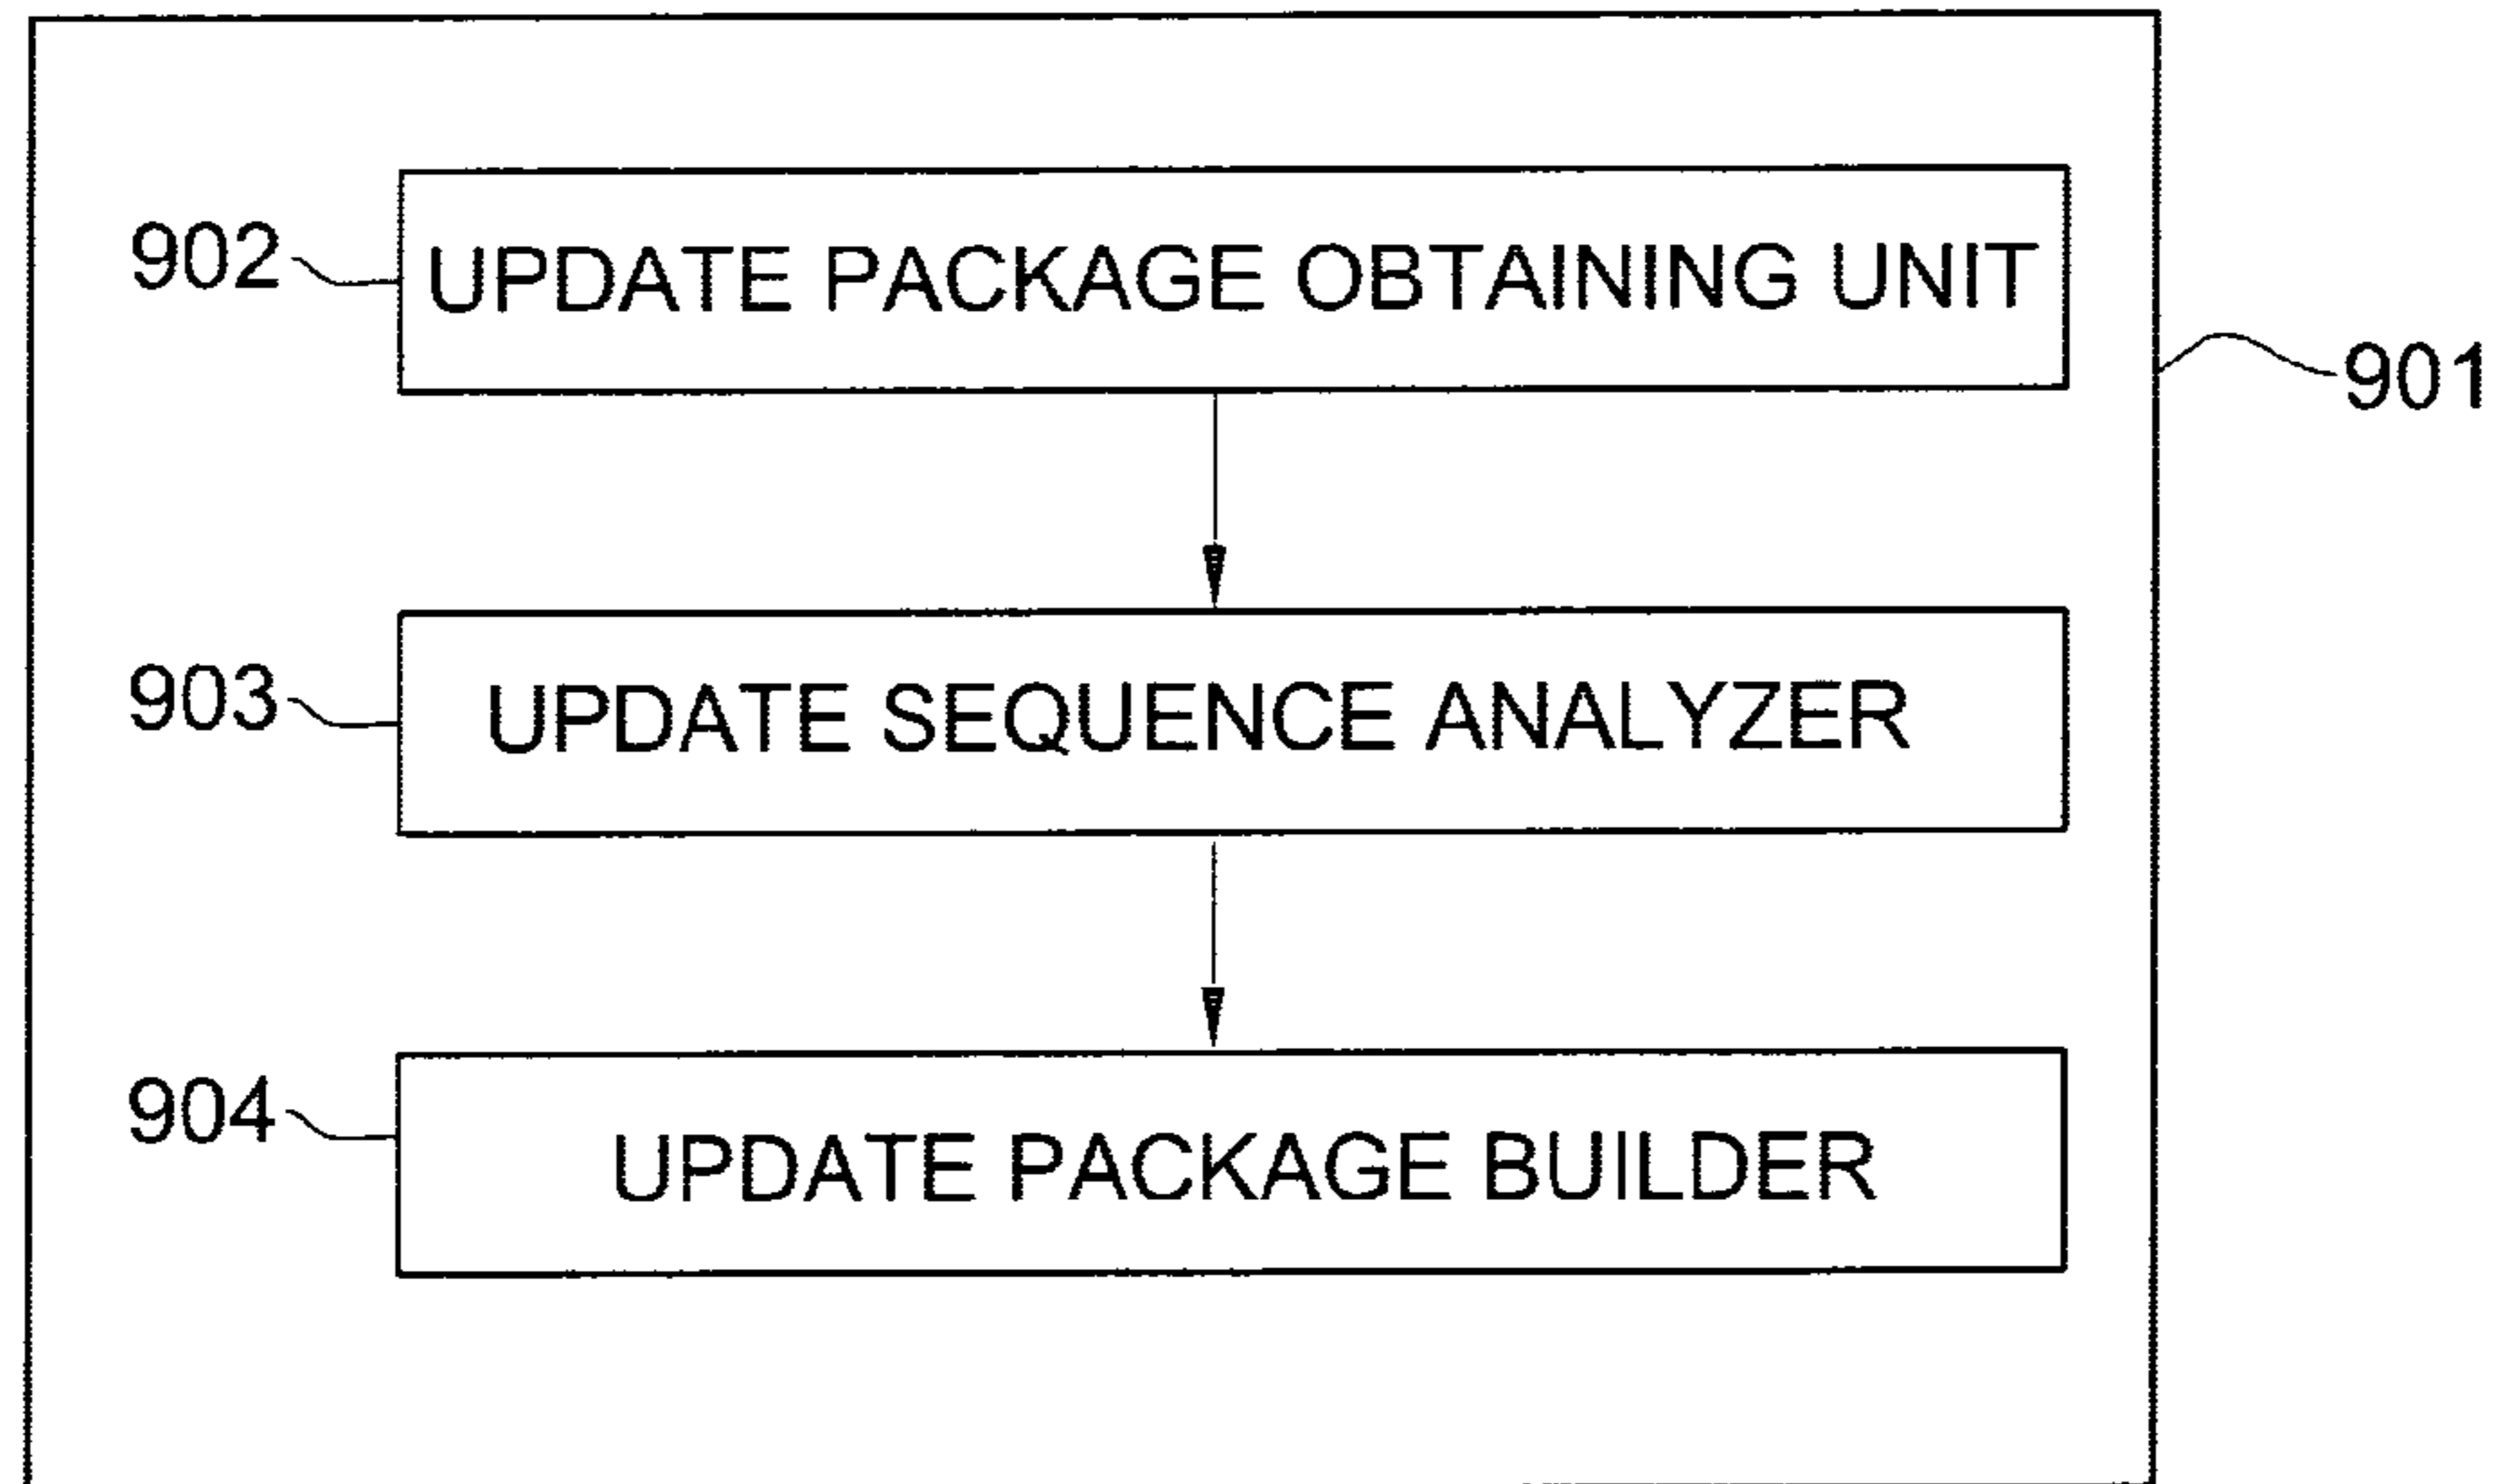 902
UPDATE PACKAGE OBTAINING UNIT
901
903
UPDATE SEQUENCE ANALYZER
904
UPDATE PACKAGE BUILDER